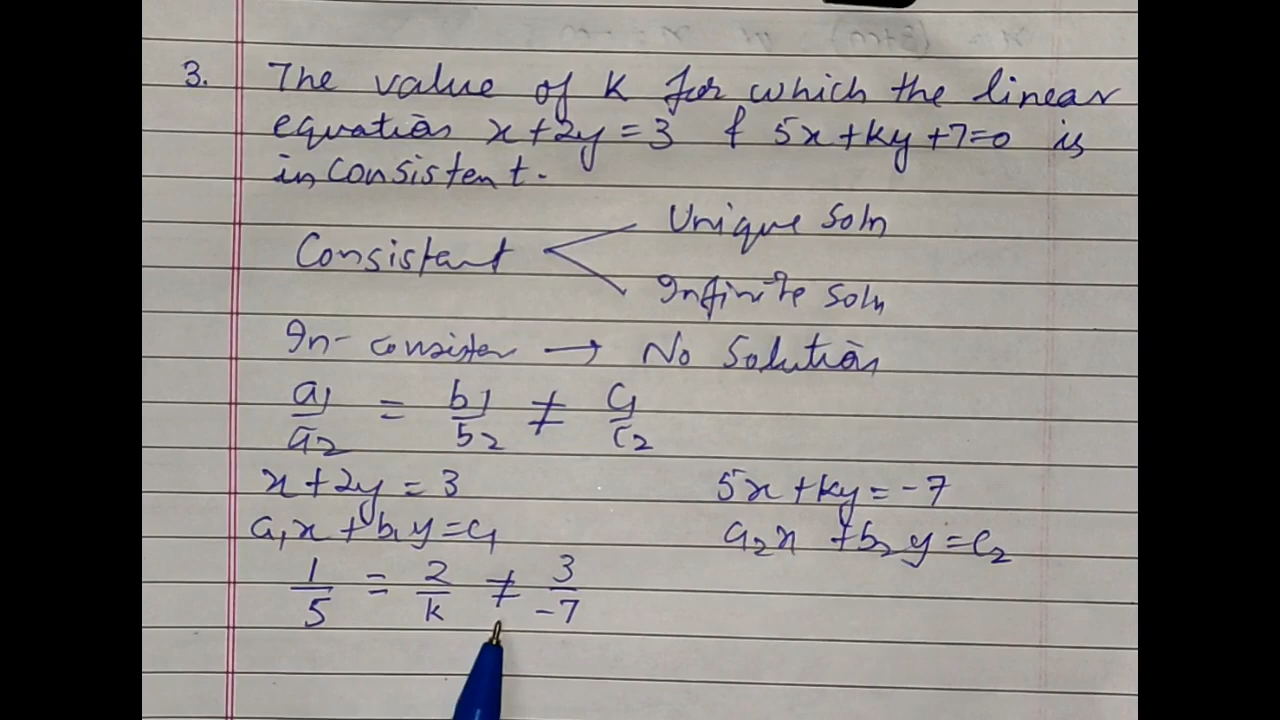 3. The value of K for which the linear
equation x+2y=3 & 5x+ky+7=0 is
inconsistent.
Consistent < Unique Soln
Infinite Soln
In-consisten → No Solution
a1/a2 = b1/b2 ≠ c1/c2
x+2y=3 5x+ky=-7
a1x+b1y=c1 a2x+b2y=c2
1/5 = 2/k ≠ 3/-7